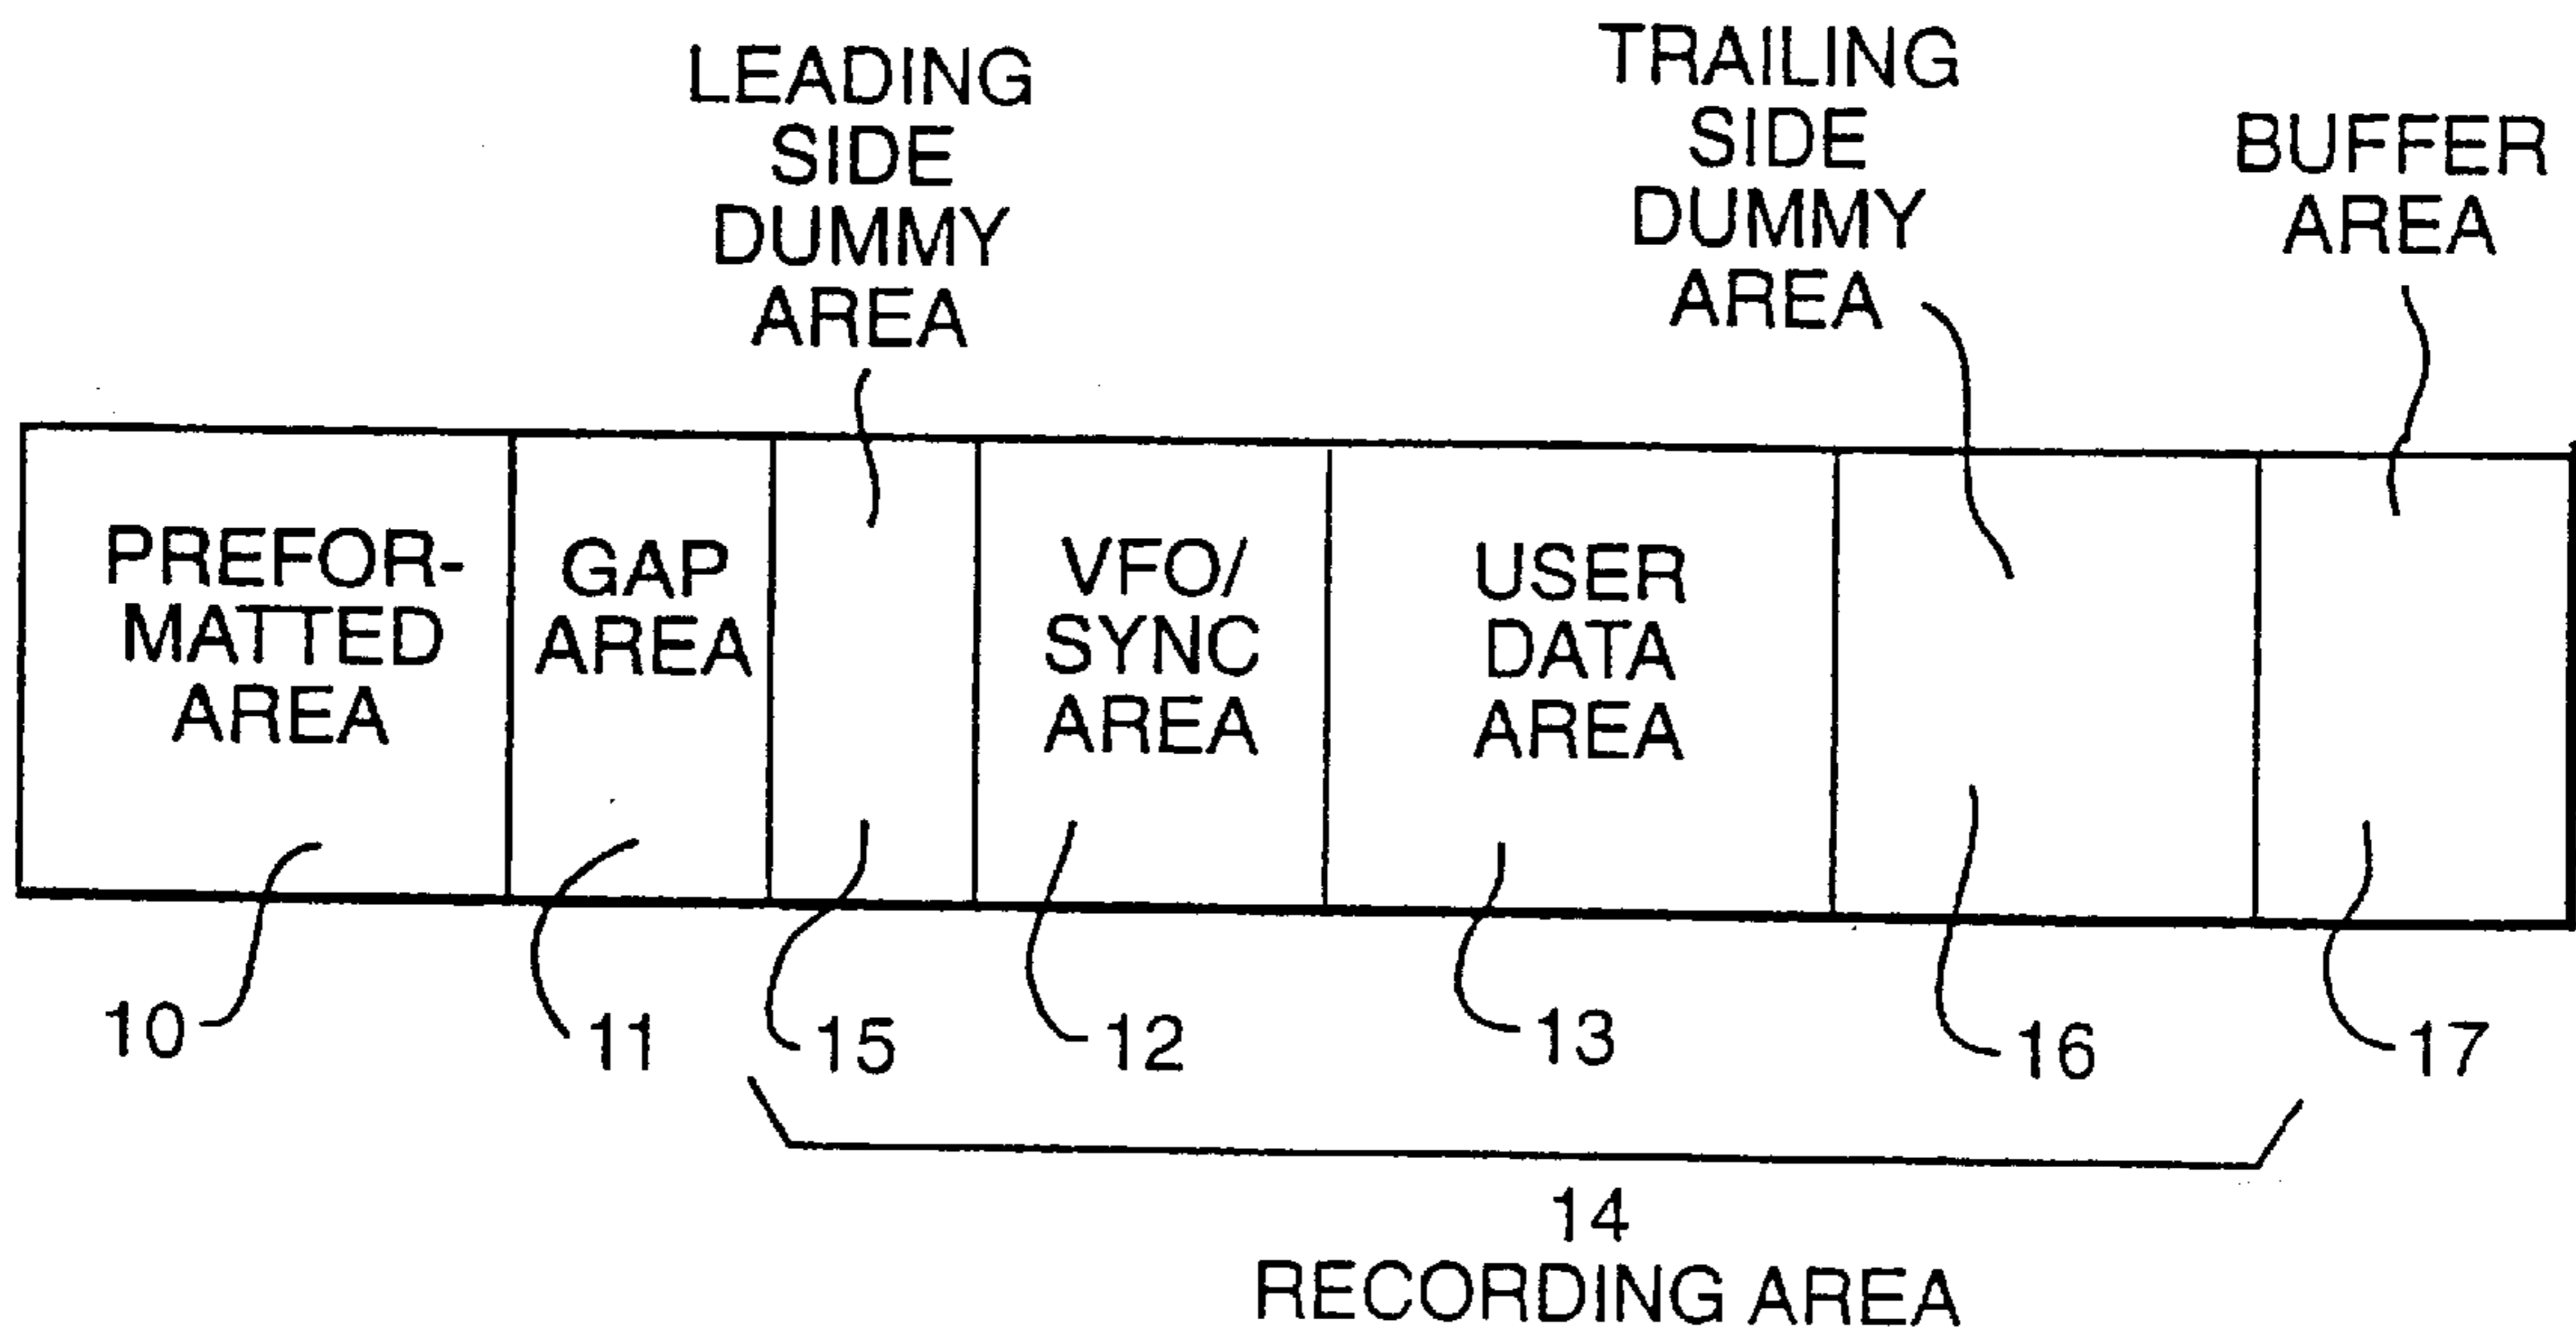 LEADING
SIDE
DUMMY
AREA
TRAILING
SIDE
DUMMY
AREA
BUFFER
AREA
PREFOR-
MATTED
AREA
GAP
AREA
VFO/
SYNC
AREA
USER
DATA
AREA
10
11
15
12
13
16
17
14
RECORDING AREA